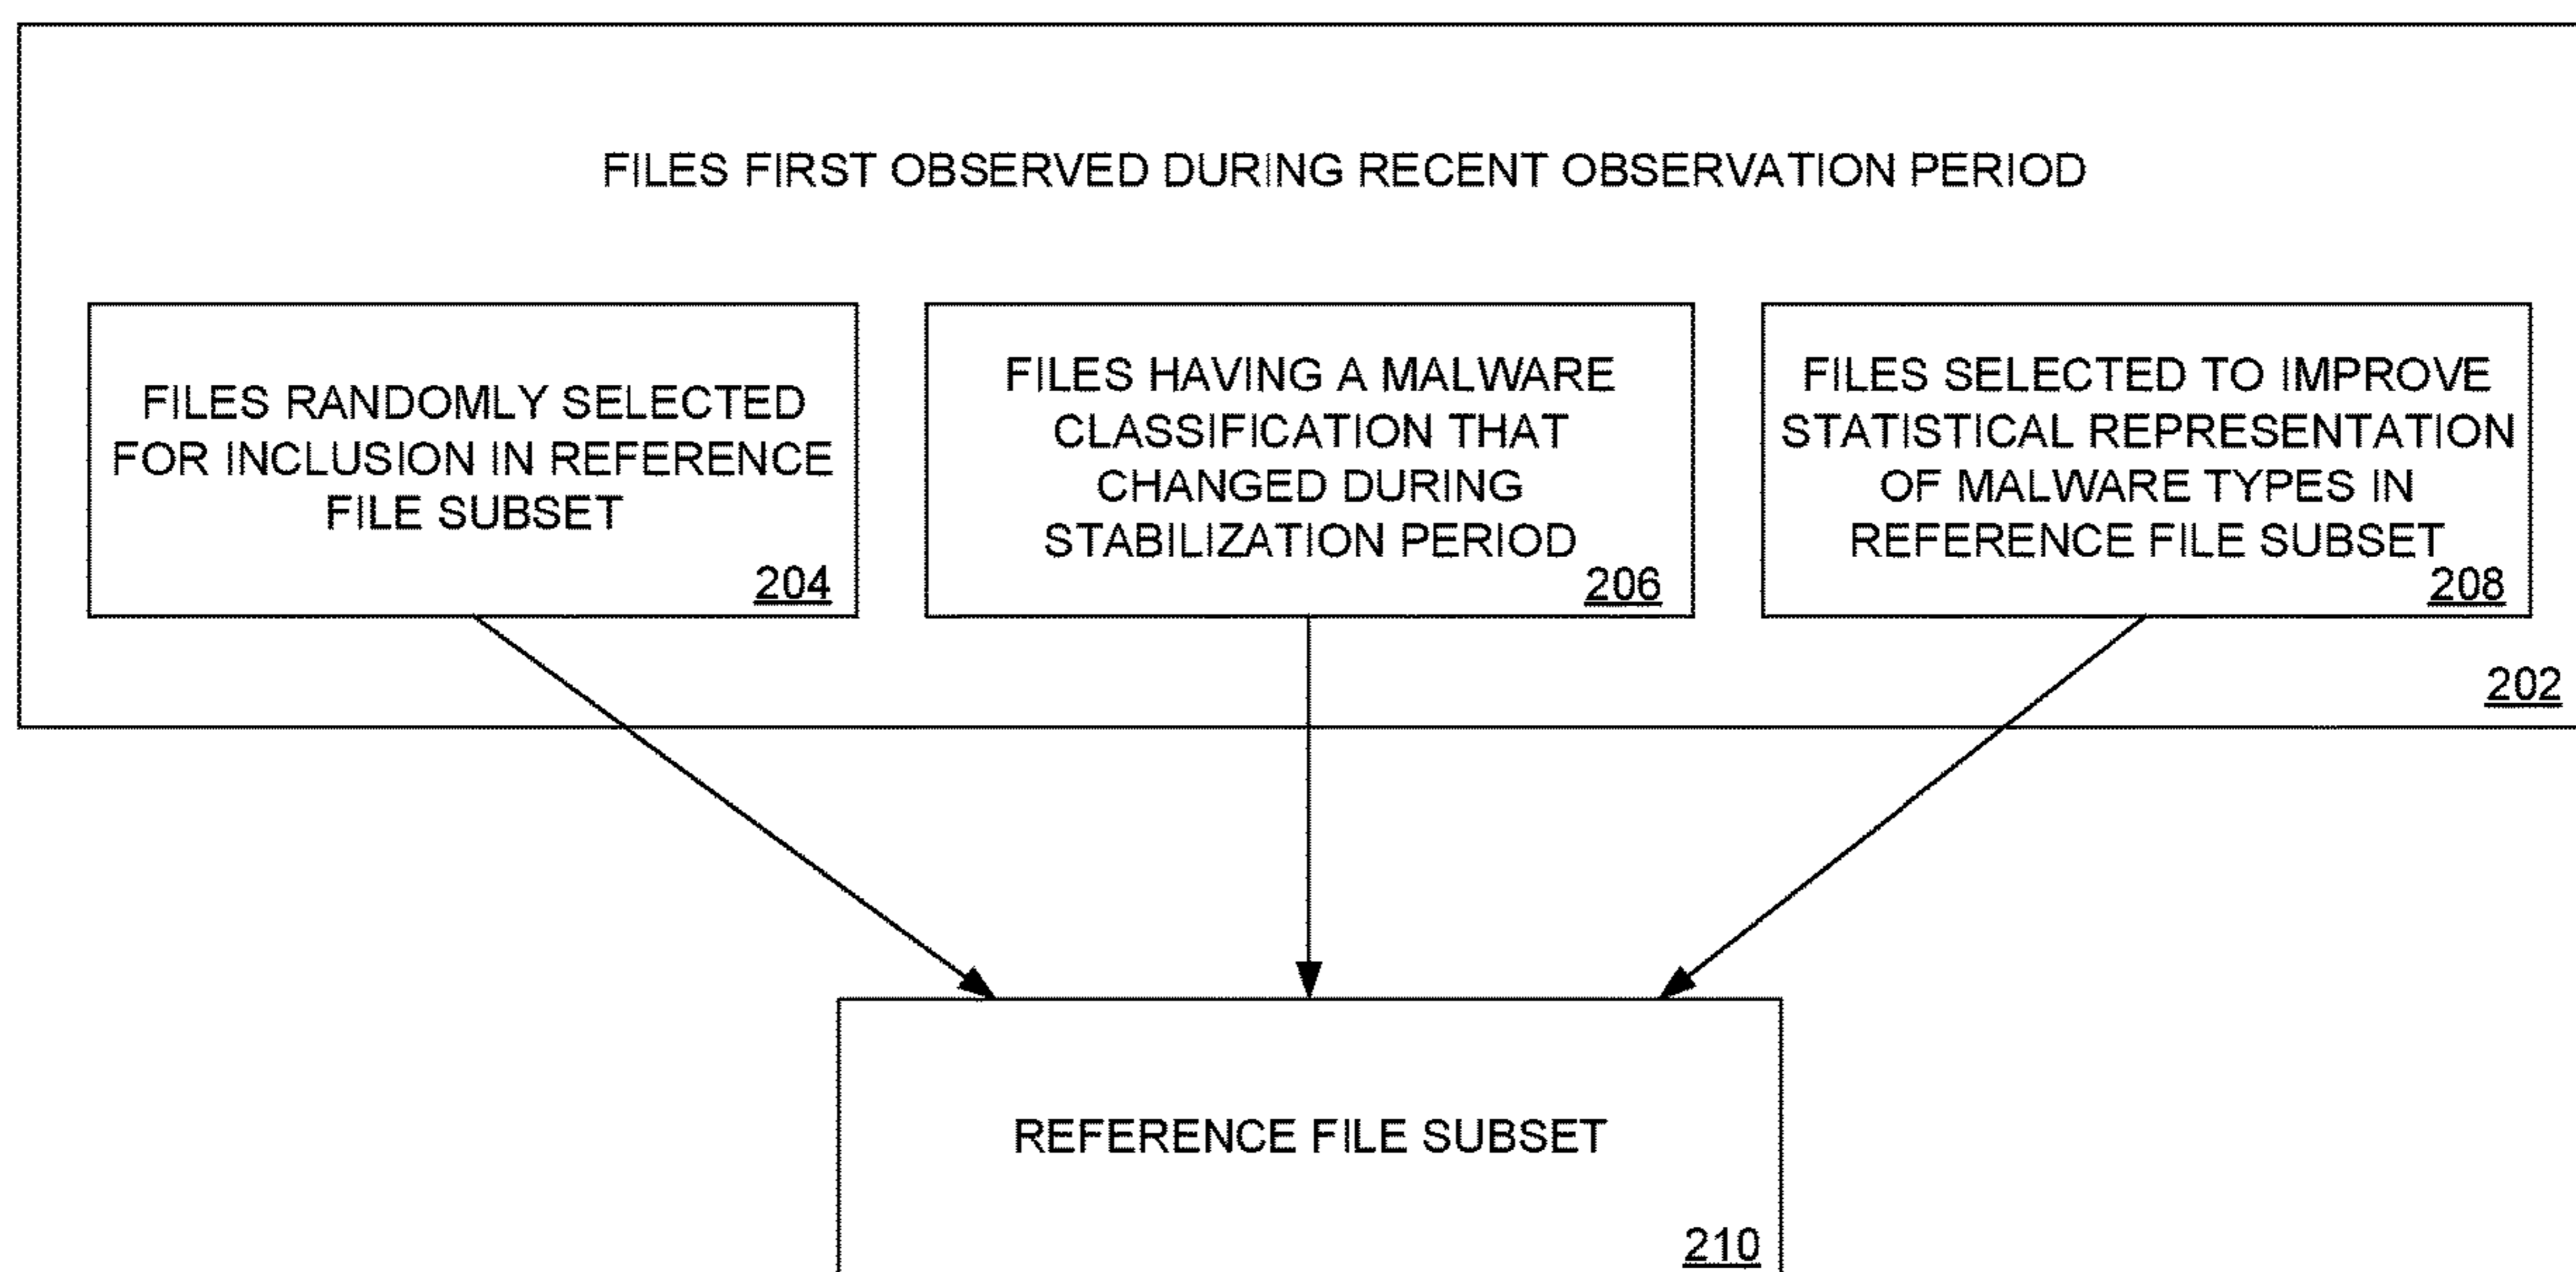 FILES FIRST OBSERVED DURING RECENT OBSERVATION PERIOD
FILES RANDOMLY SELECTED
FOR INCLUSION IN REFERENCE
FILE SUBSET
204
FILES HAVING A MALWARE
CLASSIFICATION THAT
CHANGED DURING
STABILIZATION PERIOD
206
FILES SELECTED TO IMPROVE
STATISTICAL REPRESENTATION
OF MALWARE TYPES IN
REFERENCE FILE SUBSET
208
202
REFERENCE FILE SUBSET
210